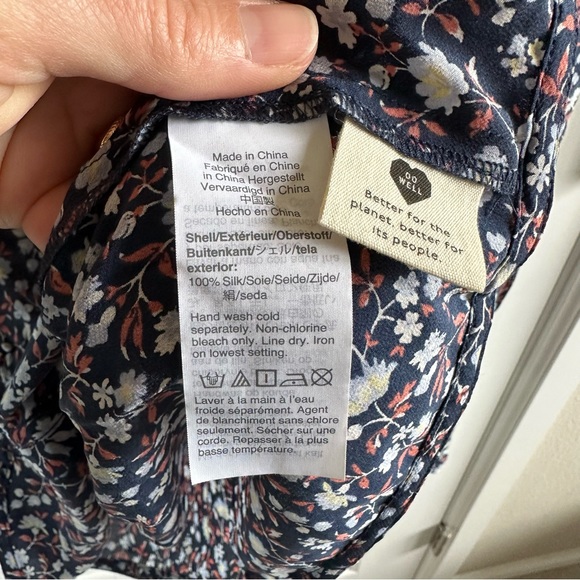 Made in China
Fabriqué en Chine
in China Hergestellt
Vervaardigd in China
中国製
Hecho en China
Shell/Extérieur/Oberstoff/
Buitenkant/シェル/tela
exterior:
100% Silk/Soie/Seide/Zijde/
絹/seda
Hand wash cold
separately. Non-chlorine
bleach only. Line dry. Iron
on lowest setting.
Laver à la main à l'eau
froide séparément. Agent
de blanchiment sans chlore
seulement. Sécher sur une
corde. Repasser à la plus
basse température.
DO
WELL
Better for the
planet, better for
its people.